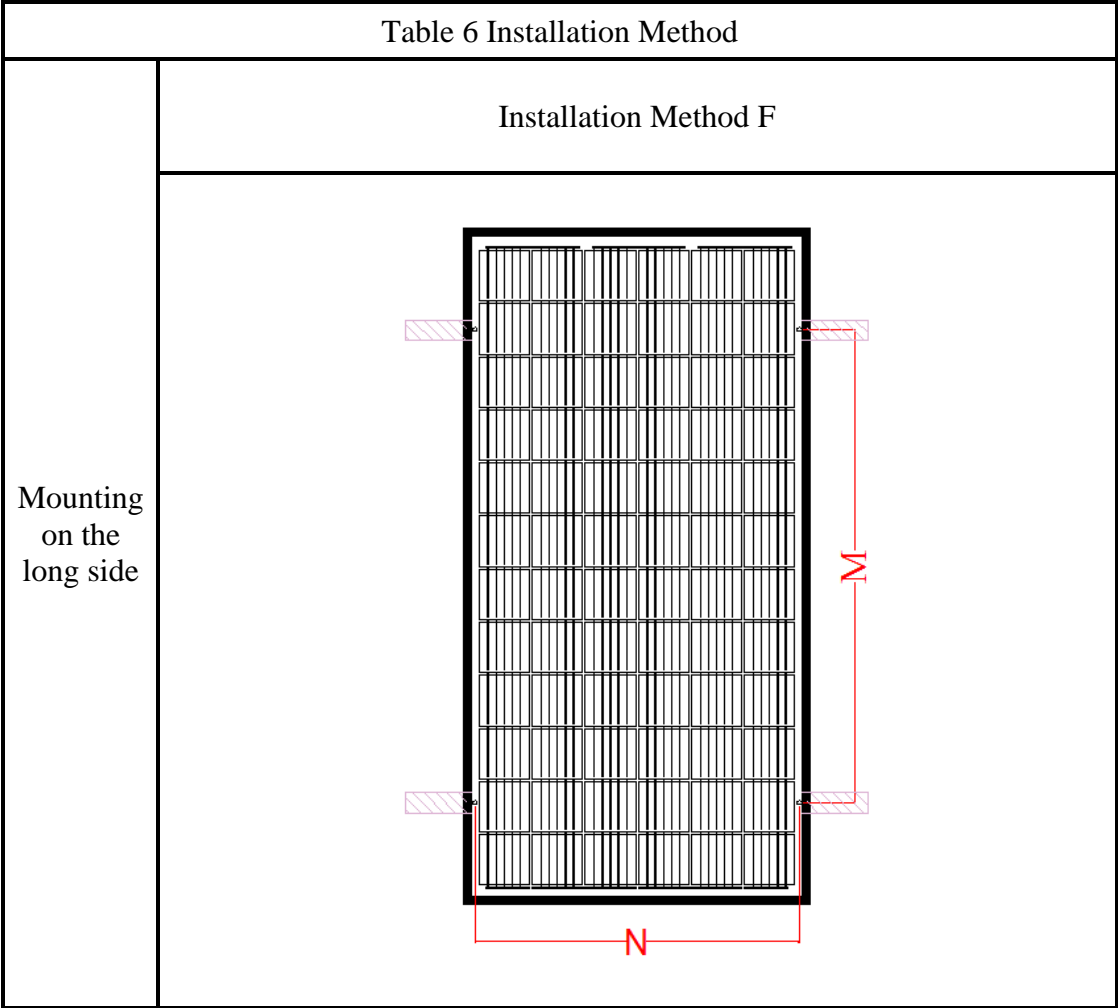 Table 6 Installation Method
Installation Method F
Mounting
on the
long side
M
N